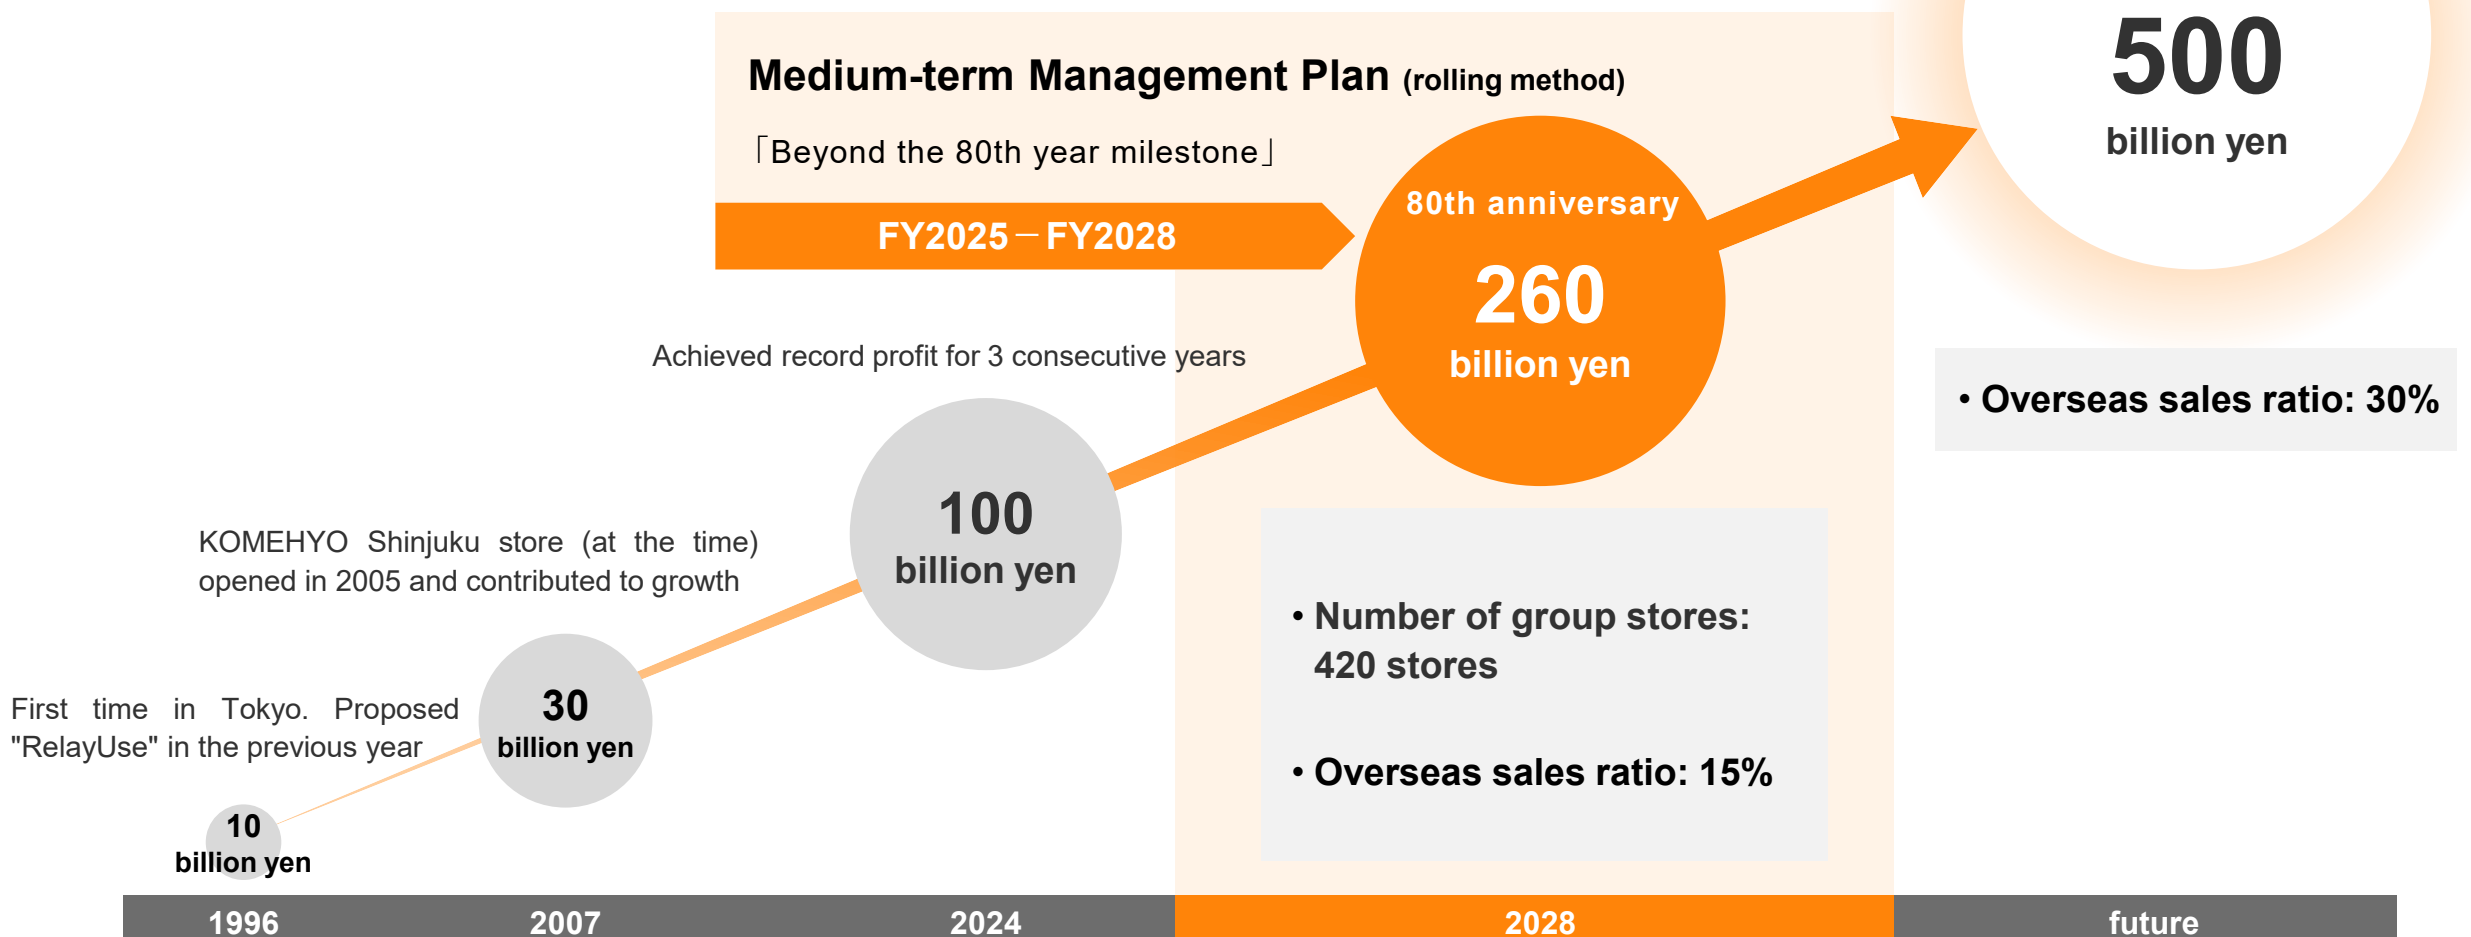 Medium-term Management Plan (rolling method)
「Beyond the 80th year milestone」
FY2025－FY2028
500
billion yen
80th anniversary
260
billion yen
• Overseas sales ratio: 30%
Achieved record profit for 3 consecutive years
100
billion yen
• Number of group stores:
420 stores
• Overseas sales ratio: 15%
KOMEHYO Shinjuku store (at the time)
opened in 2005 and contributed to growth
30
billion yen
First time in Tokyo. Proposed
"RelayUse" in the previous year
10
billion yen
1996
2007
2024
2028
future